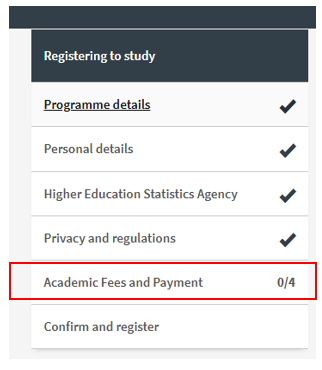 Registering to study
Programme details
Personal details
Higher Education Statistics Agency
Privacy and regulations
Academic Fees and Payment 0/4
Confirm and register